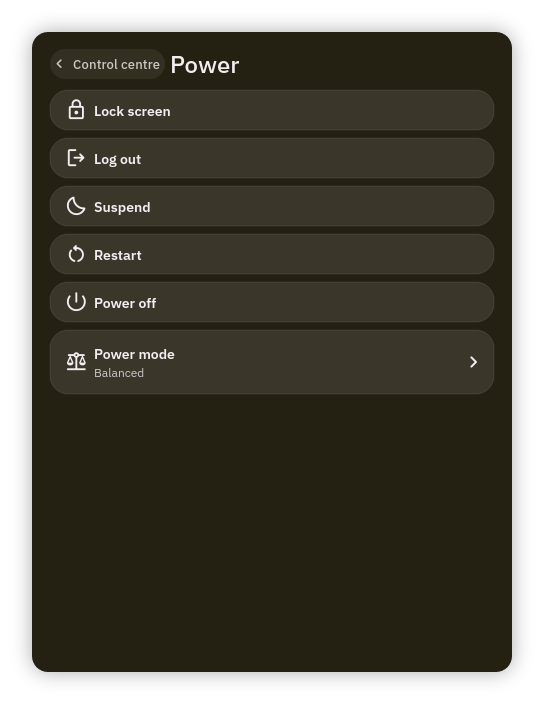 Control centre Power
Lock screen
Log out
Suspend
Restart
Power off
Power mode
Balanced